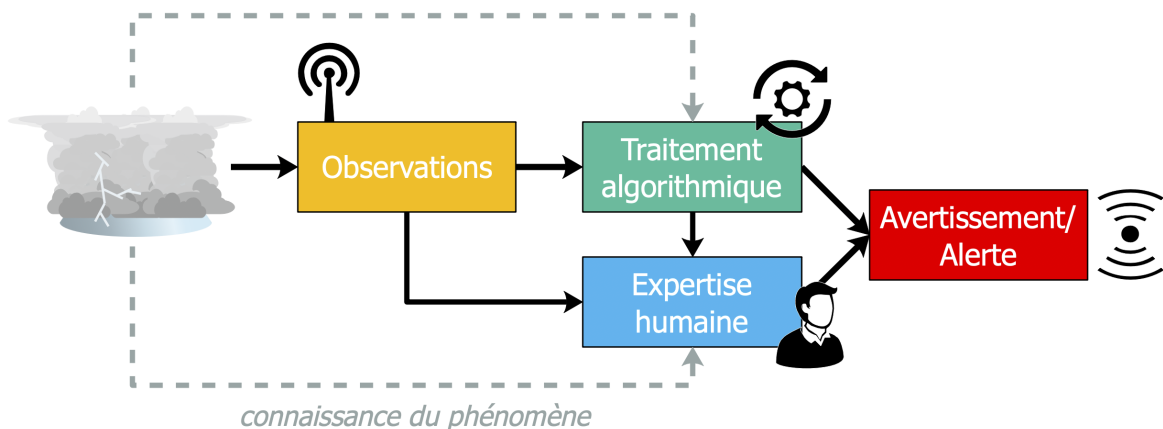 Observations
Traitement
algorithmique
Avertissement/
Alerte
Expertise
humaine
connaissance du phénomène